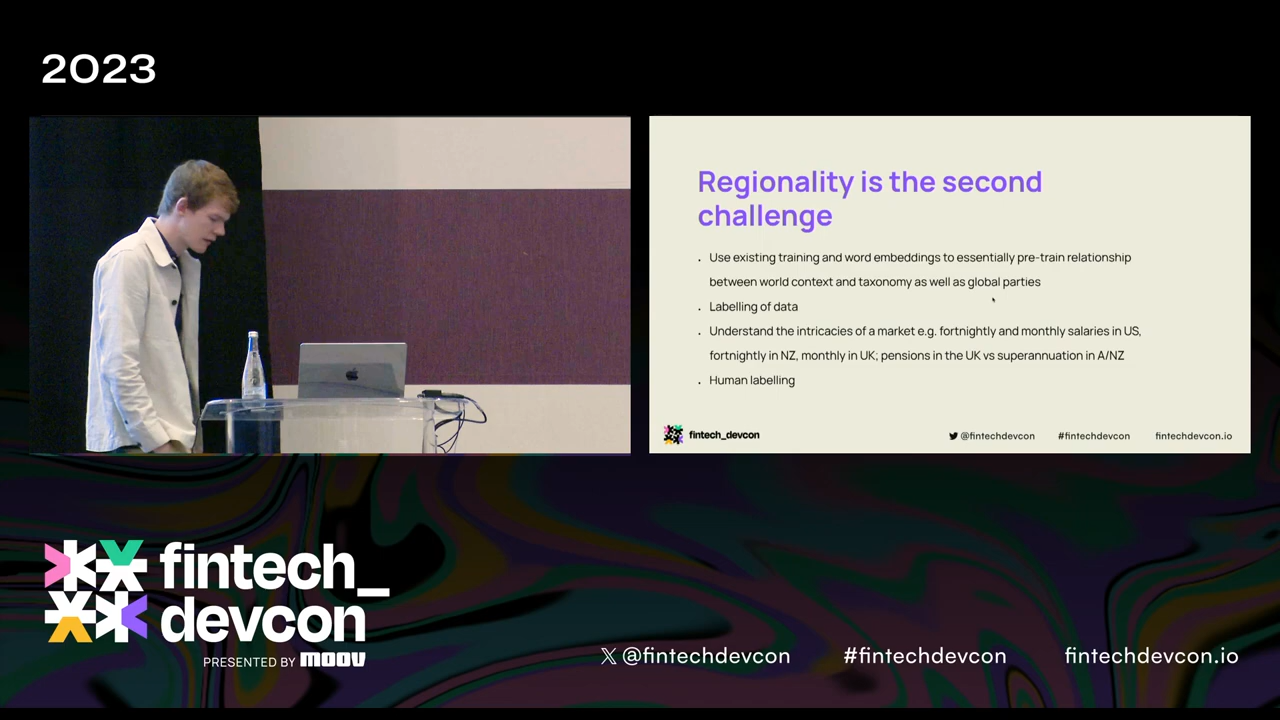 2023
Regionality is the second
challenge
. Use existing training and word embeddings to essentially pre-train relationship
between world context and taxonomy as well as global parties
. Labelling of data
. Understand the intricacies of a market e.g. fortnightly and monthly salaries in US,
fortnightly in NZ, monthly in UK; pensions in the UK vs superannuation in A/NZ
. Human labelling
fintech_devcon
@fintechdevcon
#fintechdevcon
fintechdevcon.io
fintech_
devcon
PRESENTED BY moov
X @fintechdevcon
#fintechdevcon
fintechdevcon.io